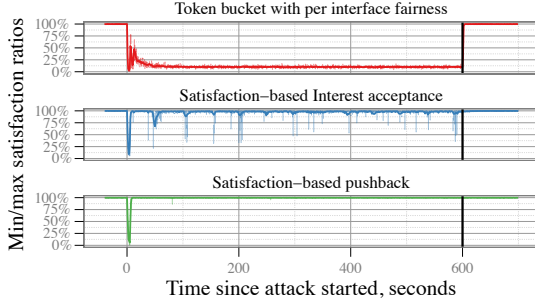 Token bucket with per interface fairness
100%
75%
50%
25%
0%
Satisfaction−based Interest acceptance
100%
75%
50%
25%
0%
Satisfaction−based pushback
100%
75%
50%
25%
0%
0 200 400 600
Time since attack started, seconds
Min/max satisfaction ratios